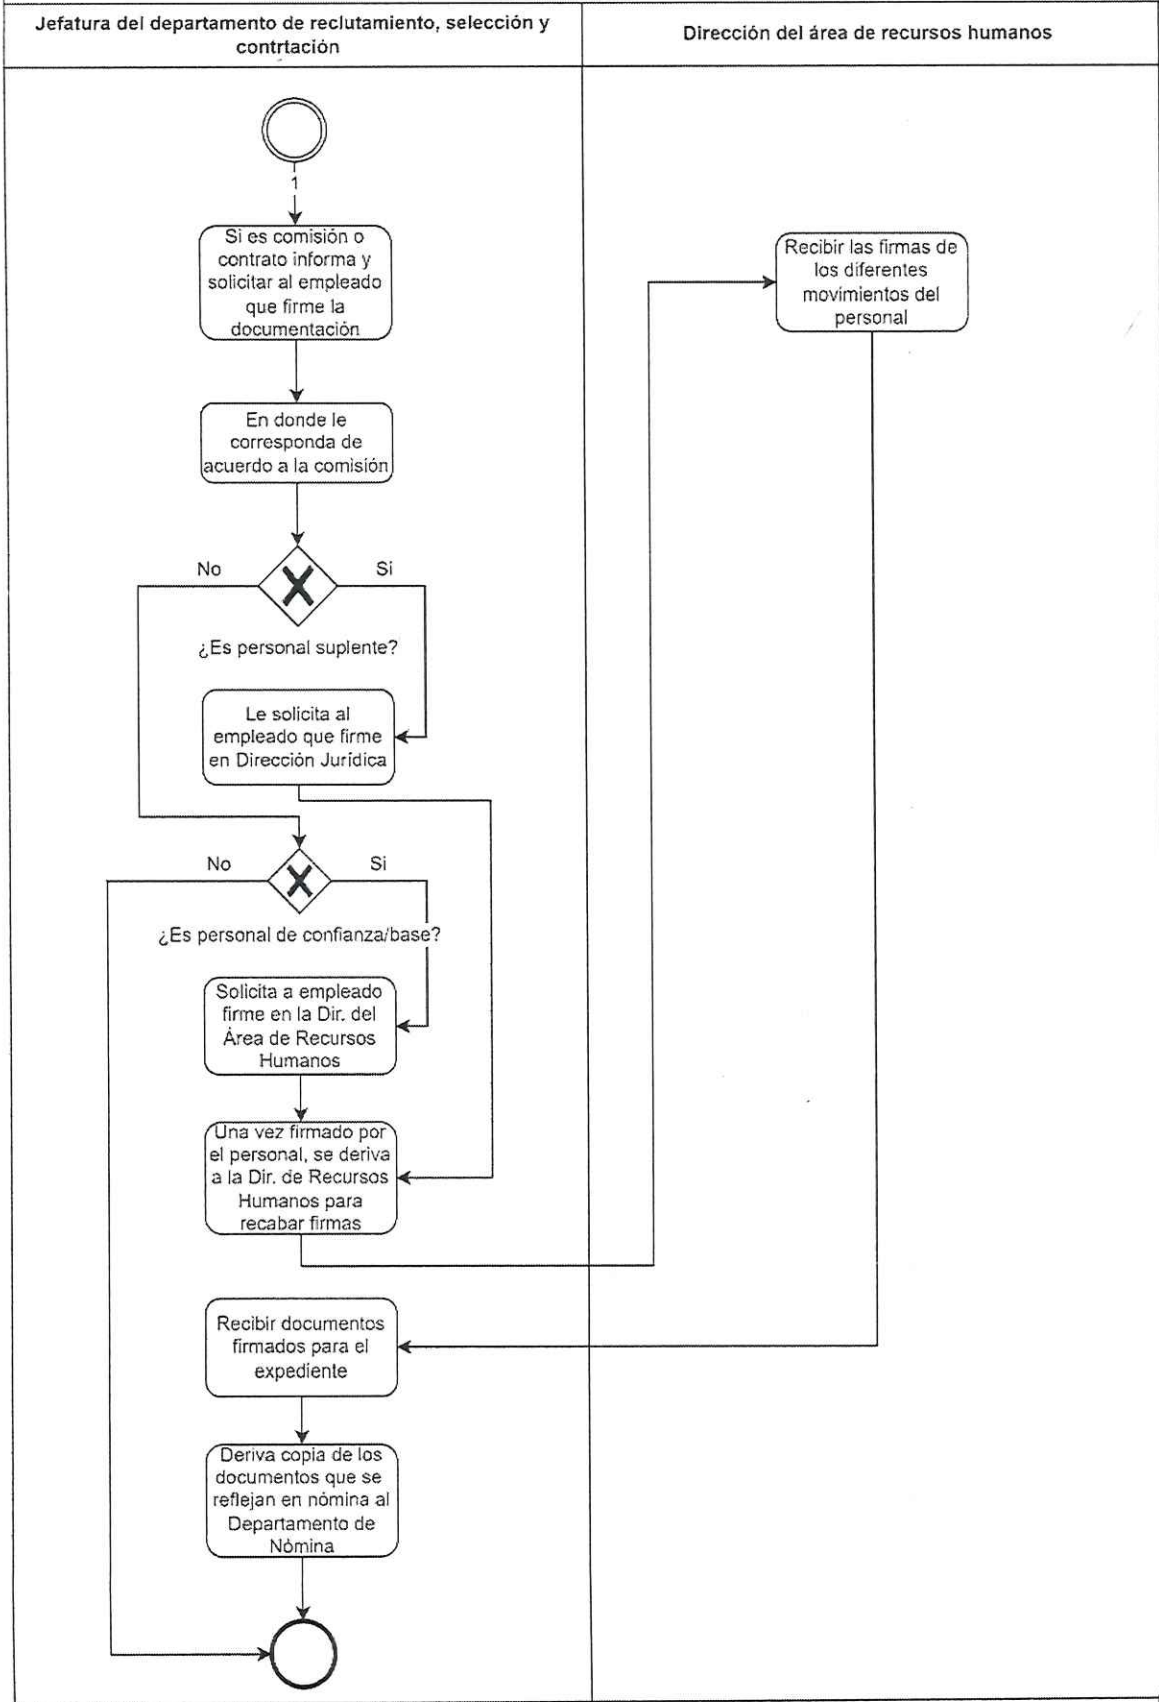 Jefatura del departamento de reclutamiento, selección y
contrtación
Dirección del área de recursos humanos
1
Si es comisión o
contrato informa y
solicitar al empleado
que firme la
documentación
Recibir las firmas de
los diferentes
movimientos del
personal
En donde le
corresponda de
acuerdo a la comisión
No
Si
¿Es personal suplente?
Le solicita al
empleado que firme
en Dirección Jurídica
No
Si
¿Es personal de confianza/base?
Solicita a empleado
firme en la Dir. del
Área de Recursos
Humanos
Una vez firmado por
el personal, se deriva
a la Dir. de Recursos
Humanos para
recabar firmas
Recibir documentos
firmados para el
expediente
Deriva copia de los
documentos que se
reflejan en nómina al
Departamento de
Nómina